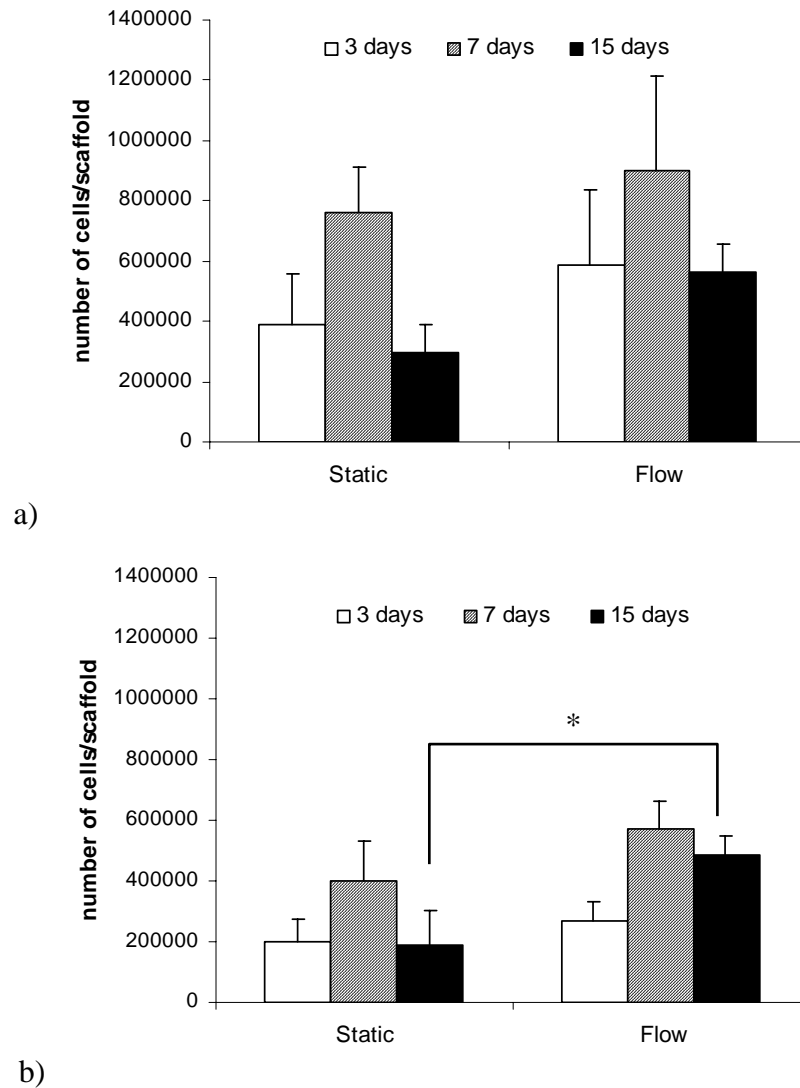 1400000
1200000
1000000
800000
600000
400000
200000
0
number of cells/scaffold
3 days 7 days 15 days
Static Flow
a)
1400000
1200000
1000000
800000
600000
400000
200000
0
number of cells/scaffold
3 days 7 days 15 days
*
Static Flow
b)